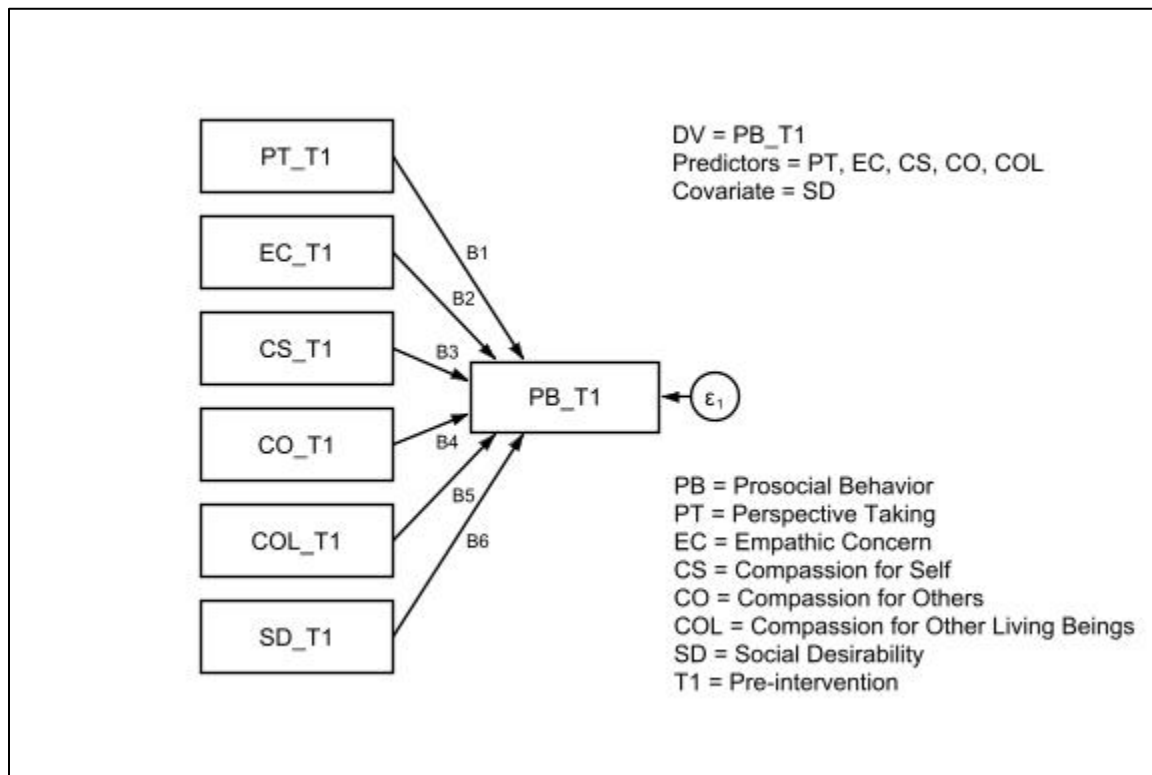 PT_T1
EC_T1
CS_T1
CO_T1
COL_T1
SD_T1
B1
B2
B3
B4
B5
B6
PB_T1
ε1
DV = PB_T1
Predictors = PT, EC, CS, CO, COL
Covariate = SD
PB = Prosocial Behavior
PT = Perspective Taking
EC = Empathic Concern
CS = Compassion for Self
CO = Compassion for Others
COL = Compassion for Other Living Beings
SD = Social Desirability
T1 = Pre-intervention